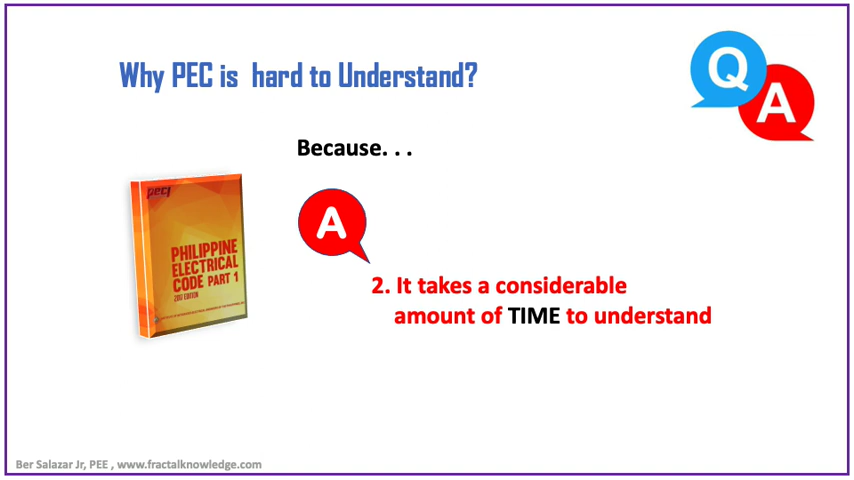 Why PEC is hard to Understand?
Q
A
Because. . .
A
2. It takes a considerable
amount of TIME to understand
pec1
PHILIPPINE
ELECTRICAL
CODE PART 1
2017 EDITION
Ber Salazar Jr, PEE , www.fractalknowledge.com